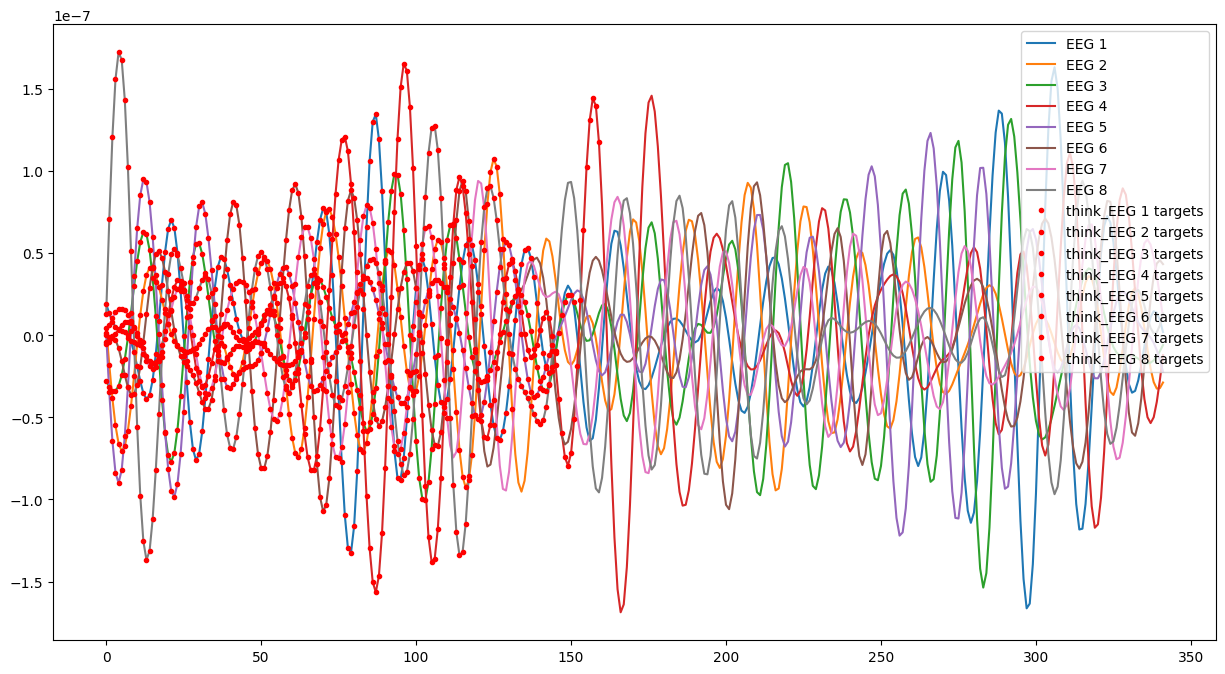 1e−7
1.5
1.0
0.5
0.0
−0.5
−1.0
−1.5
0 50 100 150 200 250 300 350
EEG 1
EEG 2
EEG 3
EEG 4
EEG 5
EEG 6
EEG 7
EEG 8
think_EEG 1 targets
think_EEG 2 targets
think_EEG 3 targets
think_EEG 4 targets
think_EEG 5 targets
think_EEG 6 targets
think_EEG 7 targets
think_EEG 8 targets